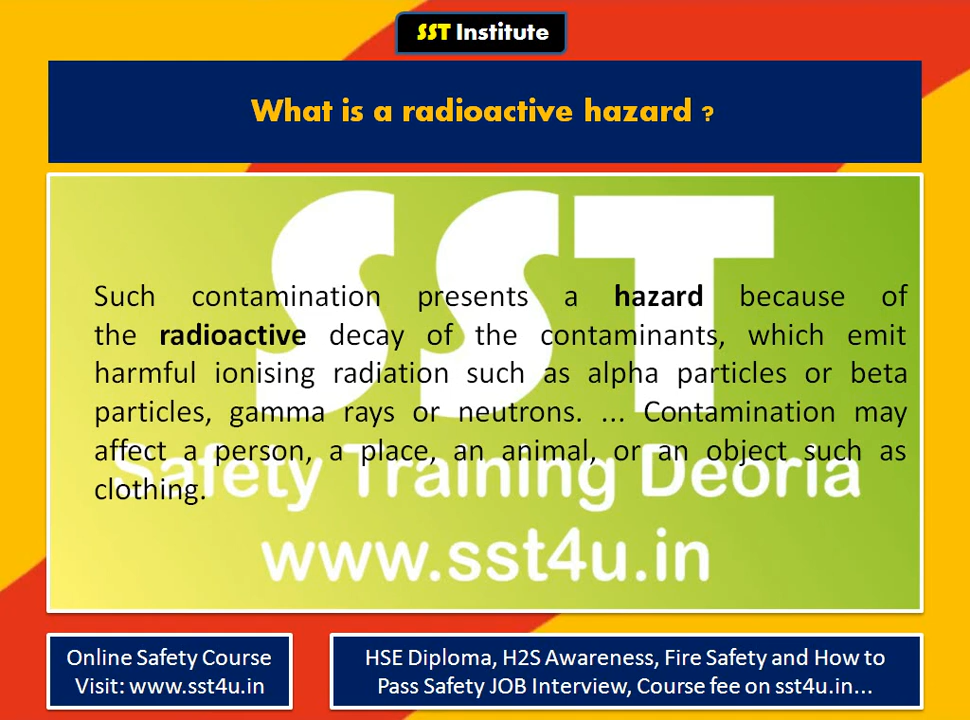 SST Institute
What is a radioactive hazard ?
SST
Such contamination presents a hazard because of
the radioactive decay of the contaminants, which emit
harmful ionising radiation such as alpha particles or beta
particles, gamma rays or neutrons. ... Contamination may
affect a person, a place, an animal, or an object such as
clothing.
Safety Training Deoria
www.sst4u.in
Online Safety Course
Visit: www.sst4u.in
HSE Diploma, H2S Awareness, Fire Safety and How to
Pass Safety JOB Interview, Course fee on sst4u.in...